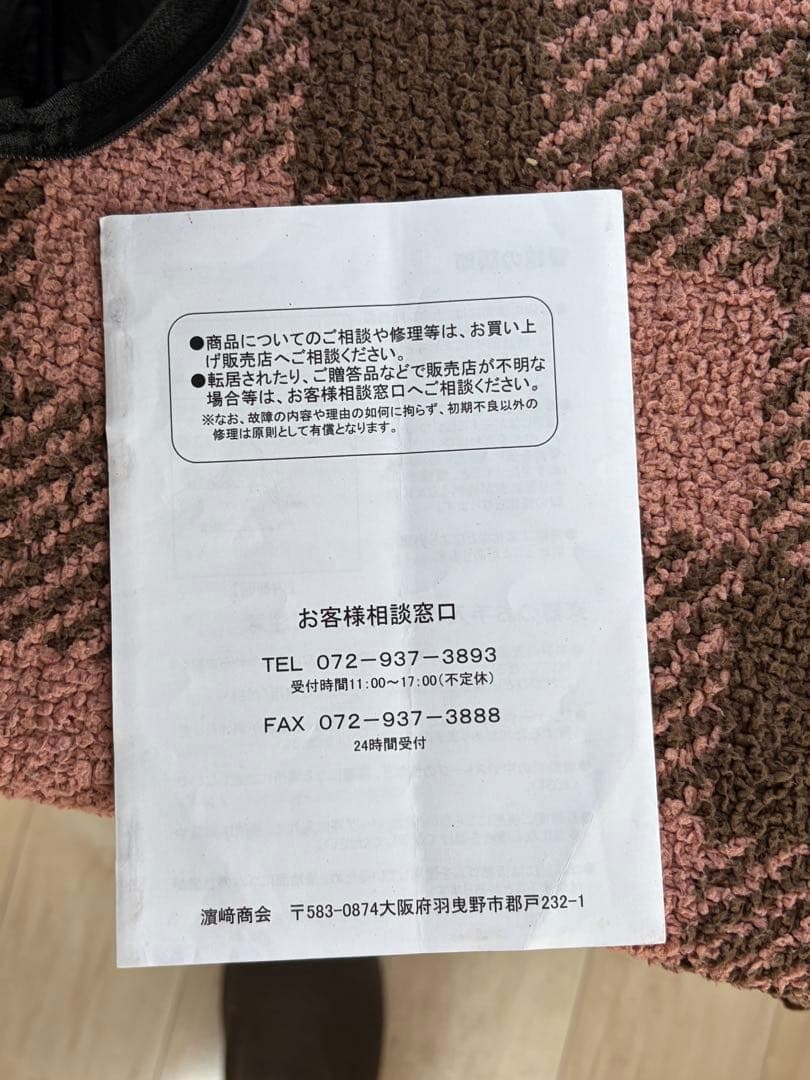 ●商品についてのご相談や修理等は、お買い上
げ販売店へご相談ください。
●転居されたり、ご贈答品などで販売店が不明な
場合等は、お客様相談窓口へご相談ください。
※なお、故障の内容や理由の如何に拘らず、初期不良以外の
修理は原則として有償となります。
お客様相談窓口
TEL 072−937−3893
受付時間11:00〜17:00(不定休)
FAX 072−937−3888
24時間受付
濵﨑商会 〒583-0874大阪府羽曳野市郡戸232-1